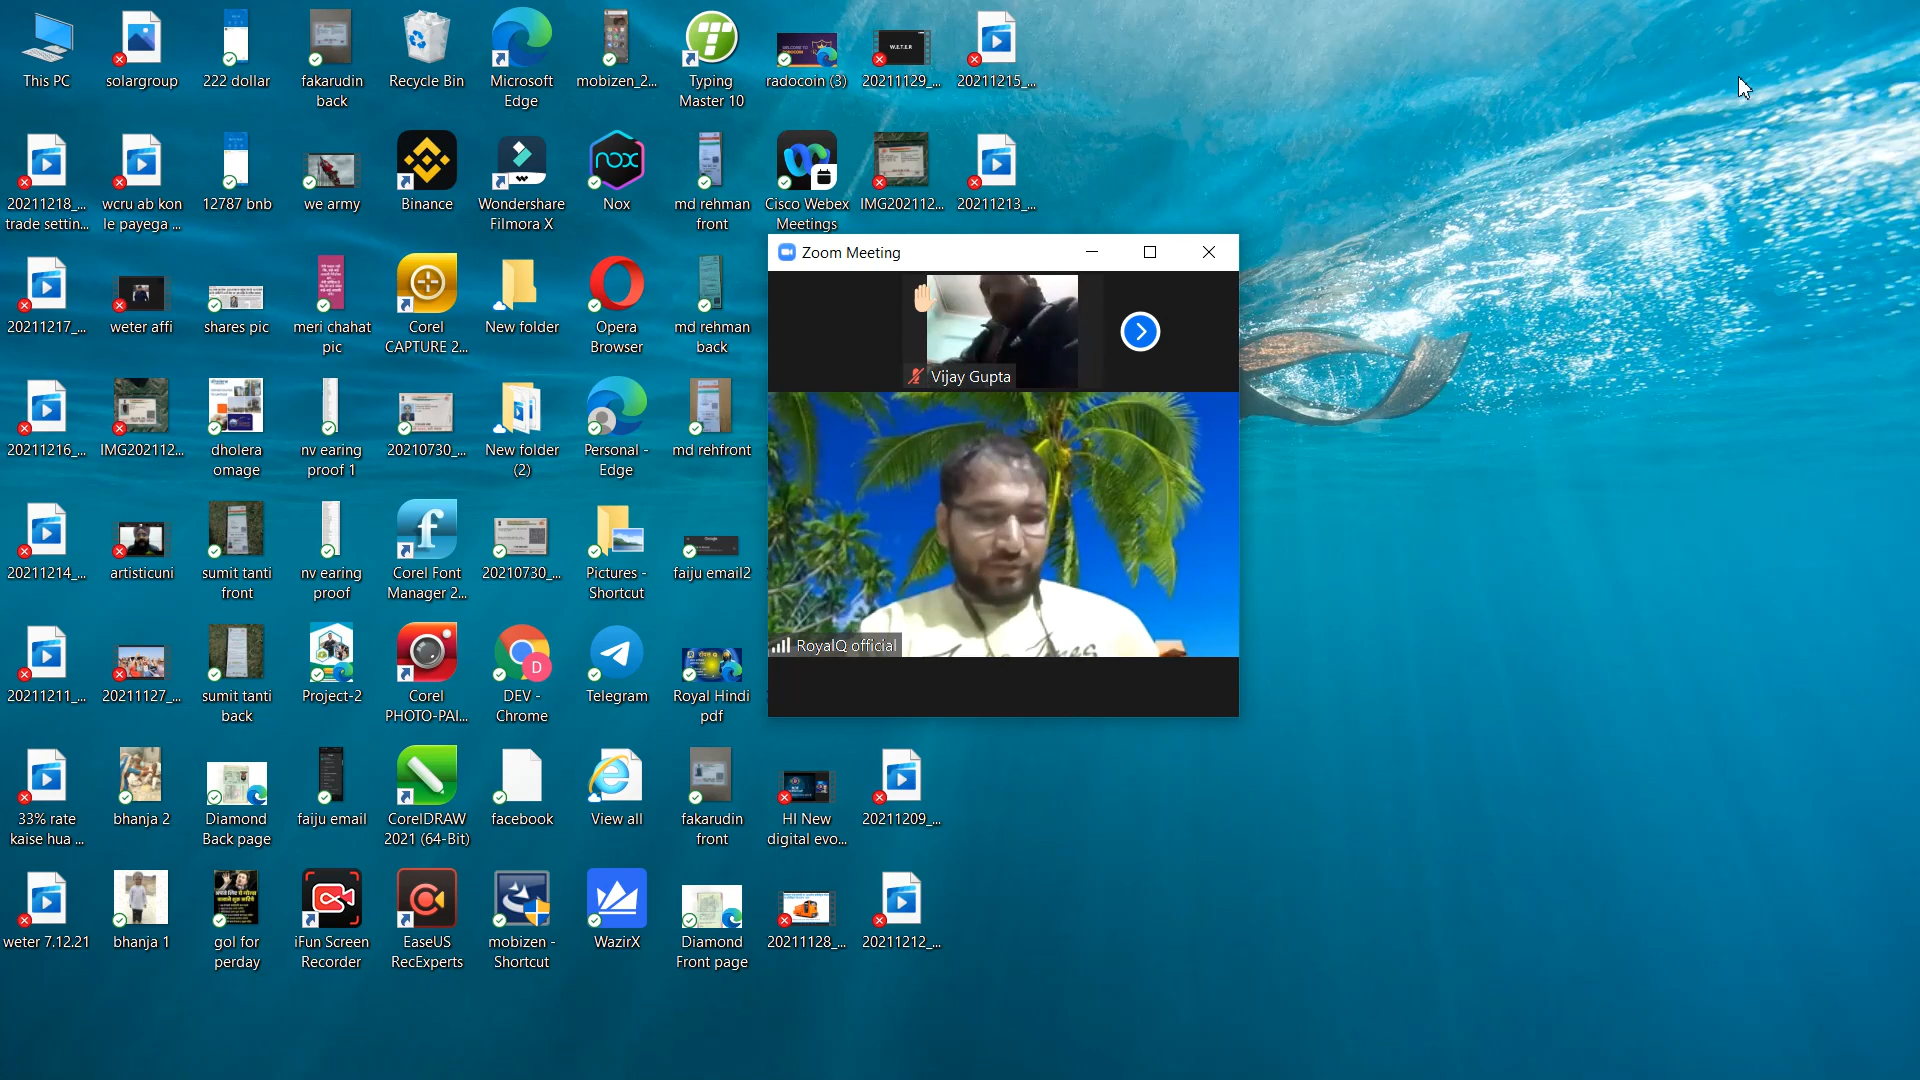 This PC
solargroup
222 dollar
fakarudin
back
Recycle Bin
Microsoft
Edge
mobizen_2...
Typing
Master 10
radocoin (3)
W.E.T.E.R
20211129_...
20211215_...
20211218_...
trade settin...
wcru ab kon
le payega ...
12787 bnb
we army
Binance
Wondershare
Filmora X
nox
Nox
md rehman
front
Cisco Webex
Meetings
IMG202112...
20211213_...
20211217_...
weter affi
shares pic
meri chahat
pic
Corel
CAPTURE 2...
New folder
Opera
Browser
md rehman
back
Zoom Meeting
Vijay Gupta
RoyalQ official
20211216_...
IMG202112...
dholera
omage
nv earing
proof 1
20210730_...
New folder
(2)
Personal -
Edge
md rehfront
20211214_...
artisticuni
sumit tanti
front
nv earing
proof
Corel Font
Manager 2...
20210730_...
Pictures -
Shortcut
faiju email2
20211211_...
20211127_...
sumit tanti
back
Project-2
Corel
PHOTO-PAI...
D
DEV -
Chrome
Telegram
Royal Hindi
pdf
33% rate
kaise hua ...
bhanja 2
Diamond
Back page
faiju email
CorelDRAW
2021 (64-Bit)
facebook
View all
fakarudin
front
HI New
digital evo...
20211209_...
weter 7.12.21
bhanja 1
gol for
perday
iFun Screen
Recorder
EaseUS
RecExperts
mobizen -
Shortcut
WazirX
Diamond
Front page
20211128_...
20211212_...